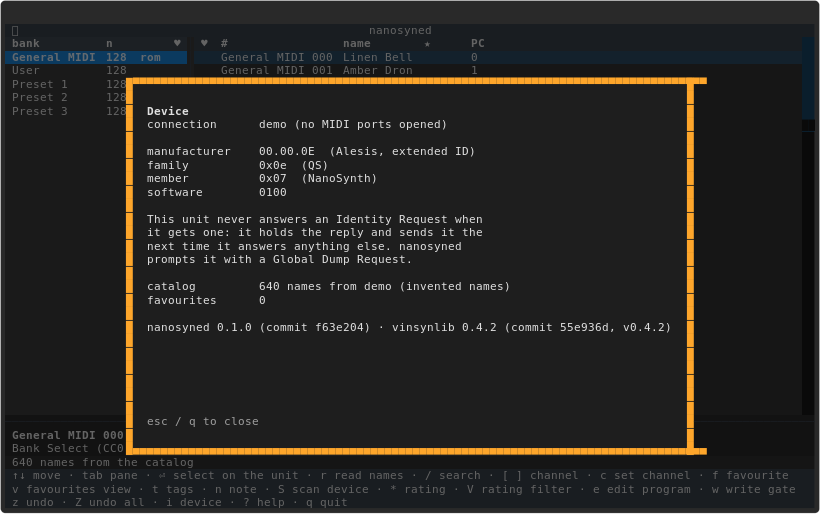 nanosyned
bank n ♥ ♥ # name ★ PC
General MIDI 128 rom General MIDI 000 Linen Bell 0
User 128 General MIDI 001 Amber Dron 1
Preset 1 128
Preset 2 128
Preset 3 128
Device
connection demo (no MIDI ports opened)
manufacturer 00.00.0E (Alesis, extended ID)
family 0x0e (QS)
member 0x07 (NanoSynth)
software 0100
This unit never answers an Identity Request when
it gets one: it holds the reply and sends it the
next time it answers anything else. nanosyned
prompts it with a Global Dump Request.
catalog 640 names from demo (invented names)
favourites 0
nanosyned 0.1.0 (commit f63e204) · vinsynlib 0.4.2 (commit 55e936d, v0.4.2)
esc / q to close
General MIDI 000
Bank Select (CC0
640 names from the catalog
↑↓ move · tab pane · ⏎ select on the unit · r read names · / search · [ ] channel · c set channel · f favourite
v favourites view · t tags · n note · S scan device · * rating · V rating filter · e edit program · w write gate
z undo · Z undo all · i device · ? help · q quit